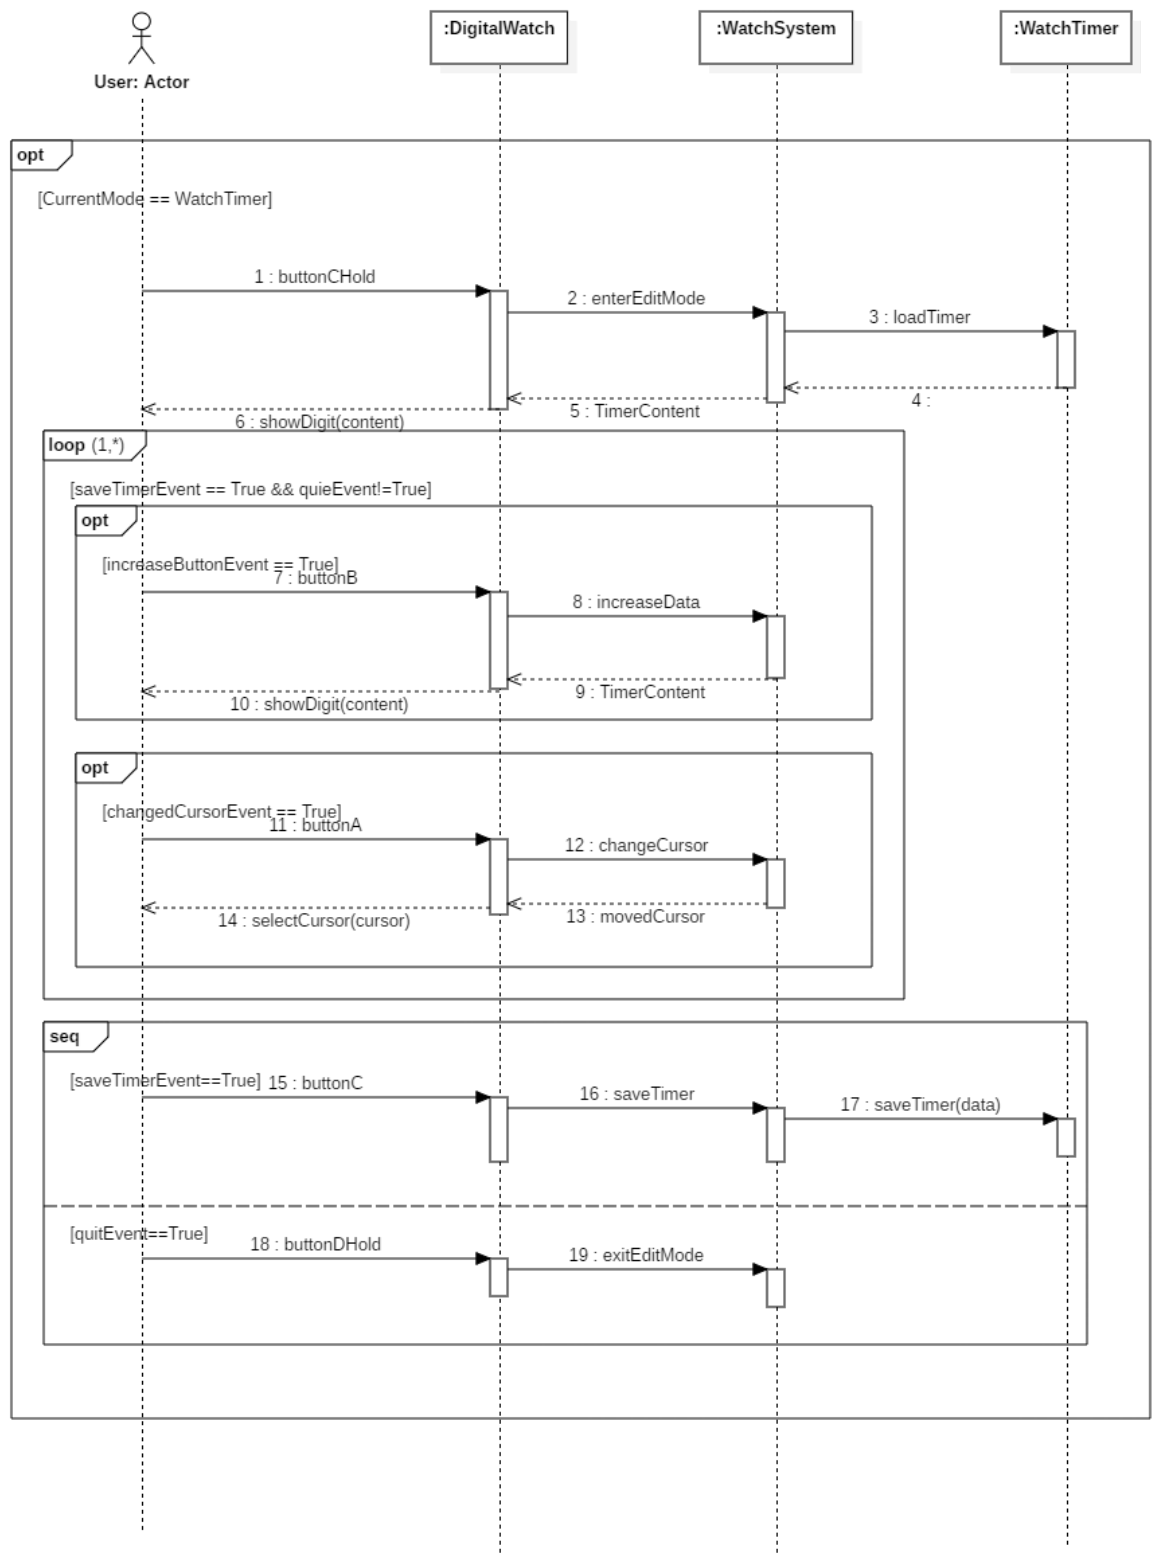 :DigitalWatch
:WatchSystem
:WatchTimer
User: Actor
opt
[CurrentMode == WatchTimer]
1 : buttonCHold
2 : enterEditMode
3 : loadTimer
4 :
5 : TimerContent
6 : showDigit(content)
loop (1,*)
[saveTimerEvent == True && quieEvent!=True]
opt
[increaseButtonEvent == True]
7 : buttonB
8 : increaseData
9 : TimerContent
10 : showDigit(content)
opt
[changedCursorEvent == True]
11 : buttonA
12 : changeCursor
13 : movedCursor
14 : selectCursor(cursor)
seq
[saveTimerEvent==True]
15 : buttonC
16 : saveTimer
17 : saveTimer(data)
[quitEvent==True]
18 : buttonDHold
19 : exitEditMode